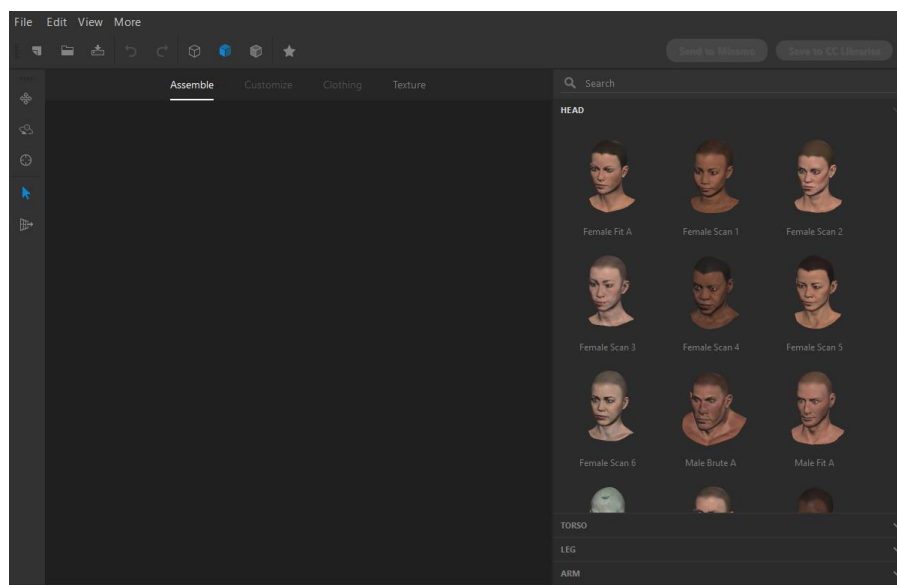 File Edit View More
Send to Mixamo Save to CC Libraries
Assemble Customize Clothing Texture
Search
HEAD
Female Fit A Female Scan 1 Female Scan 2
Female Scan 3 Female Scan 4 Female Scan 5
Female Scan 6 Male Brute A Male Fit A
TORSO
LEG
ARM